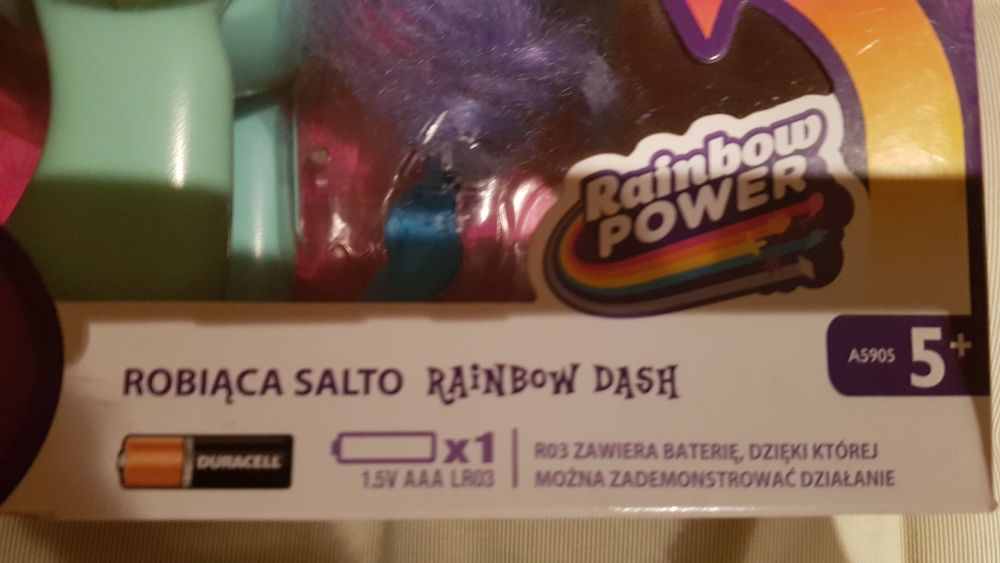 Rainbow
POWER
A5905 5+
ROBIĄCA SALTO RAiNBOW DASH
DURACELL
x1
1.5V AAA LR03
R03 ZAWIERA BATERIĘ, DZIĘKI KTÓREJ
MOŻNA ZADEMONSTROWAĆ DZIAŁANIE